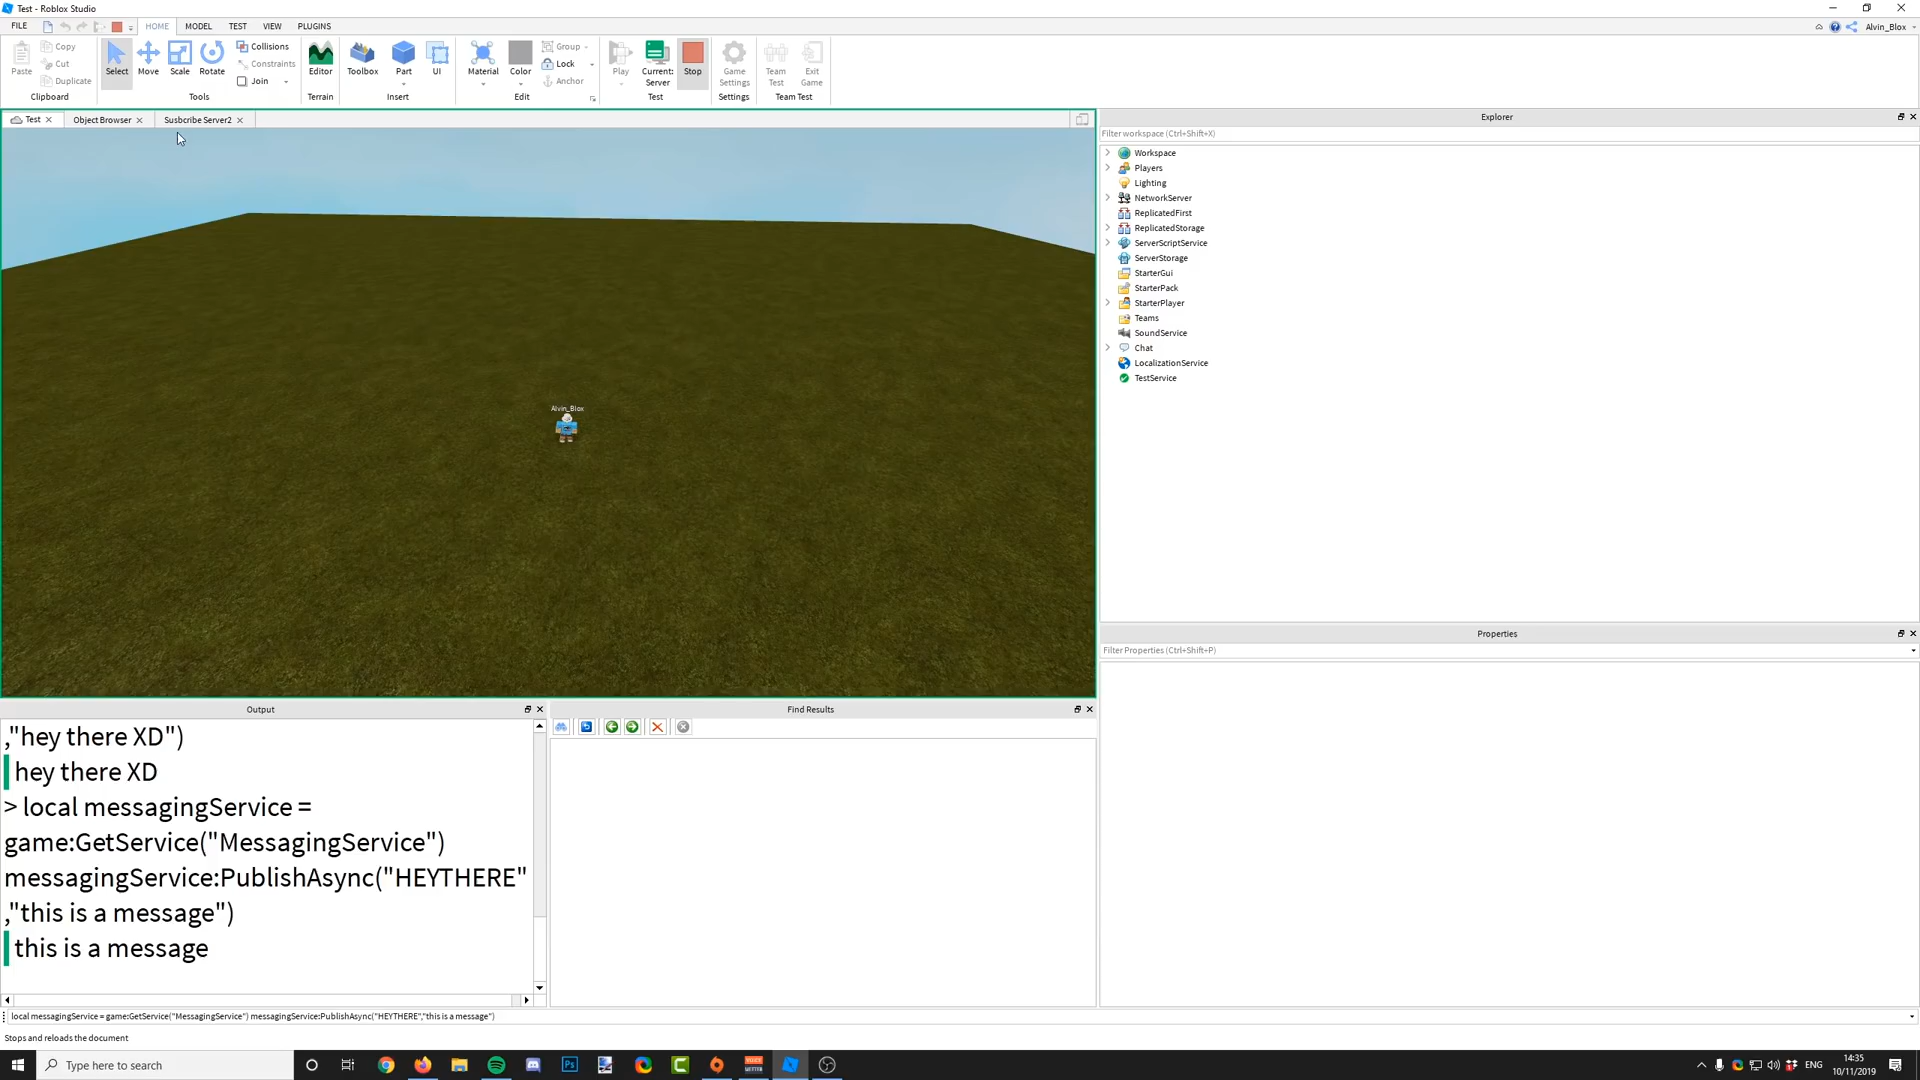 Test - Roblox Studio
FILE HOME MODEL TEST VIEW PLUGINS
Alvin_Blox
Paste
Copy
Cut
Duplicate
Clipboard
Select
Move
Scale
Rotate
Collisions
Constraints
Join
Tools
Editor
Terrain
Toolbox
Part
UI
Insert
Material
Color
Group
Lock
Anchor
Edit
Play
Current: Server
Stop
Test
Game Settings
Settings
Team Test
Exit Game
Team Test
Test
Object Browser
Susbcribe Server2
Alvin_Blox
Explorer
Filter workspace (Ctrl+Shift+X)
Workspace
Players
Lighting
NetworkServer
ReplicatedFirst
ReplicatedStorage
ServerScriptService
ServerStorage
StarterGui
StarterPack
StarterPlayer
Teams
SoundService
Chat
LocalizationService
TestService
Properties
Filter Properties (Ctrl+Shift+P)
Output
,"hey there XD")
hey there XD
> local messagingService =
game:GetService("MessagingService")
messagingService:PublishAsync("HEYTHERE"
,"this is a message")
this is a message
Find Results
local messagingService = game:GetService("MessagingService") messagingService:PublishAsync("HEYTHERE","this is a message")
Stops and reloads the document
Type here to search
Ps
ENG
14:35
10/11/2019